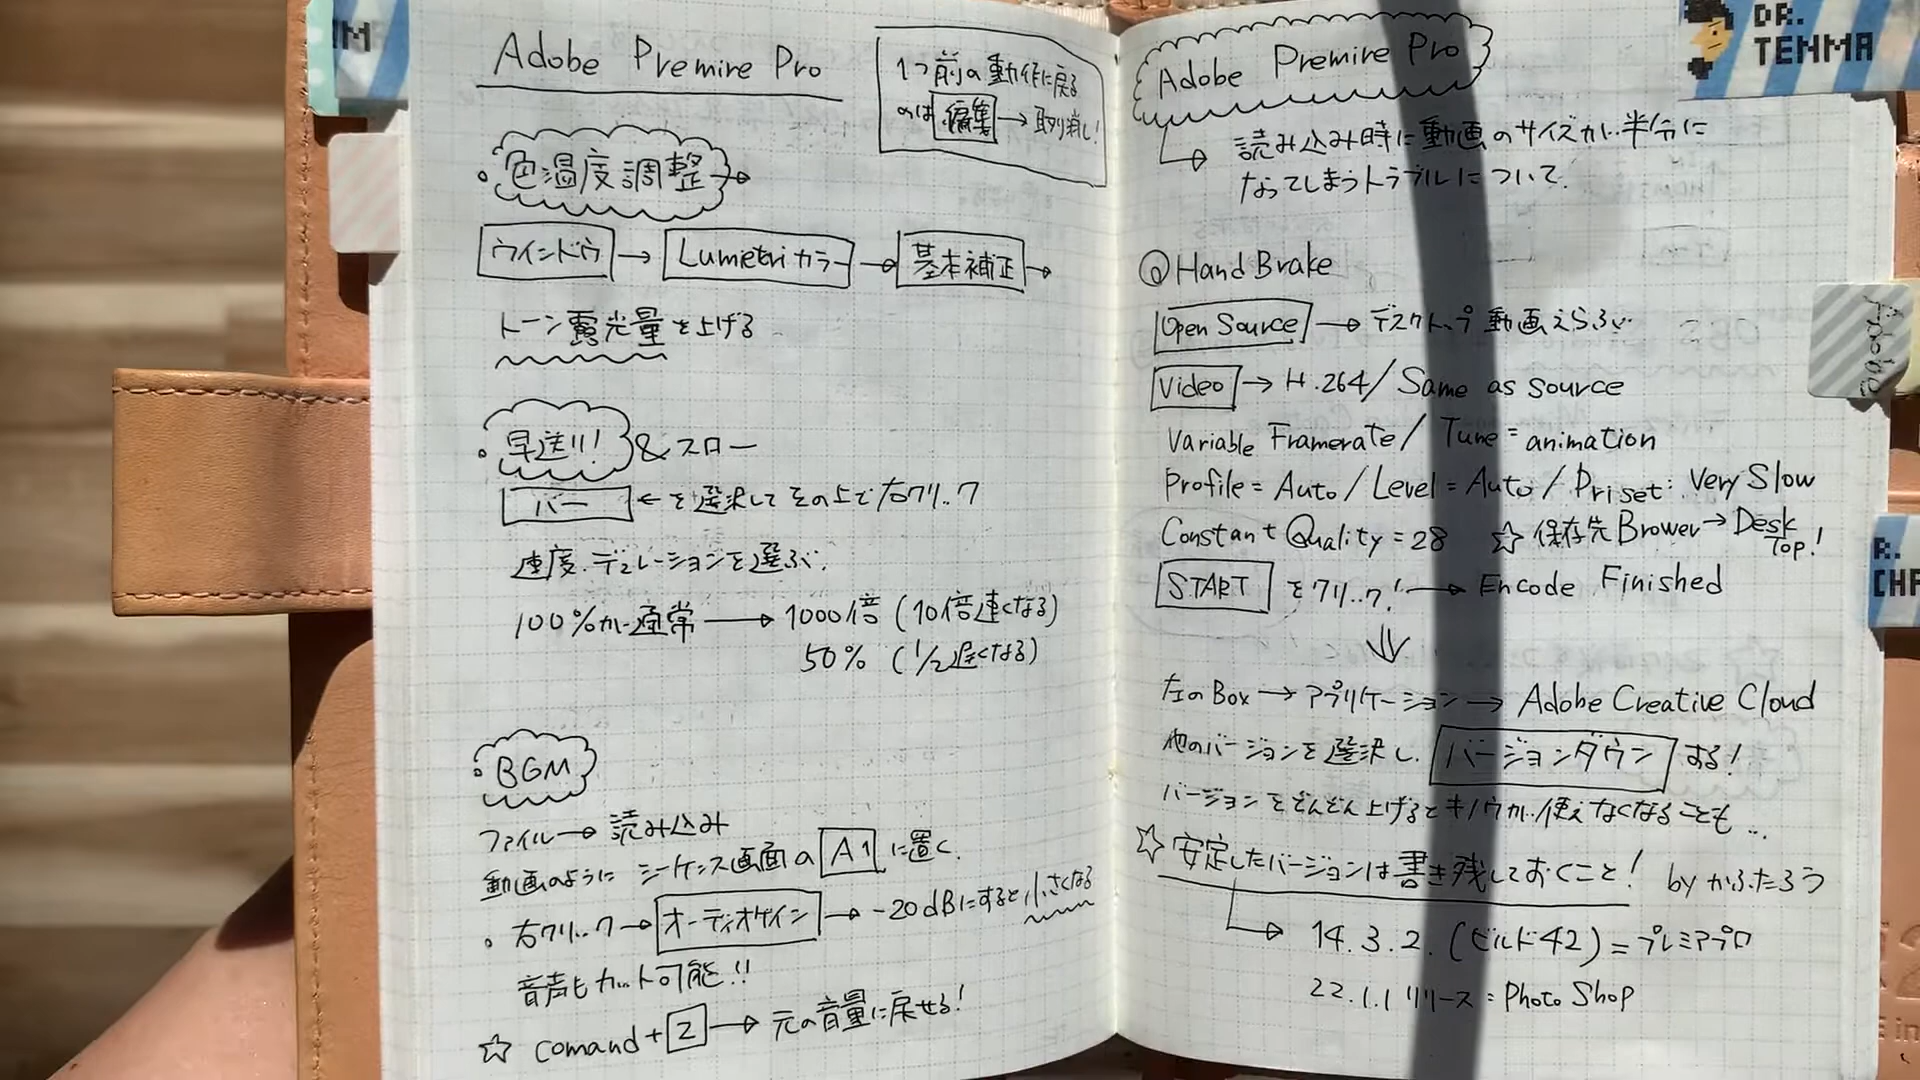 Adobe Premire Pro
1つ前の動作に戻る
のは 編集 → 取り消し!
・色温度調整→
ウインドウ → Lumetriカラー → 基本補正 →
トーン露光量を上げる
・早送り!! & スロー
バー ← を選択してその上で右クリック
速度.デュレーションを選ぶ.
100%が通常 → 1000倍 (10倍速くなる)
50% (1/2遅くなる)
・BGM
ファイル → 読み込み
動画のように シーケンス画面の A1 に置く.
・右クリック → オーディオゲイン → -20dBにすると小さくなる
音声もカット可能!!
☆ comand + Z → 元の音量に戻せる!
Adobe Premire Pro
読み込み時に動画のサイズが半分に
なってしまうトラブルについて.
HandBrake
Open Source → デスクトップ 動画えらぶ.
Video → H.264 / Same as source
Variable Framerate / Tune = animation
Profile = Auto / Level = Auto / Priset: Very Slow
Constant Quality = 28 ☆ 保存先 Brower → Desk Top!
START をクリック! → Encode Finished
⇓
左のBox → アプリケーション → Adobe Creative Cloud
他のバージョンを選択し. バージョンダウン する!
バージョンをどんどん上げるとキノウが使えなくなることも...
☆ 安定したバージョンは書き残しておくこと! by かふたろう
14.3.2. (ビルド42) = プレミアプロ
22.1.1 リリース = PhotoShop
DR.
TENMA
Adobe
R.
CHA